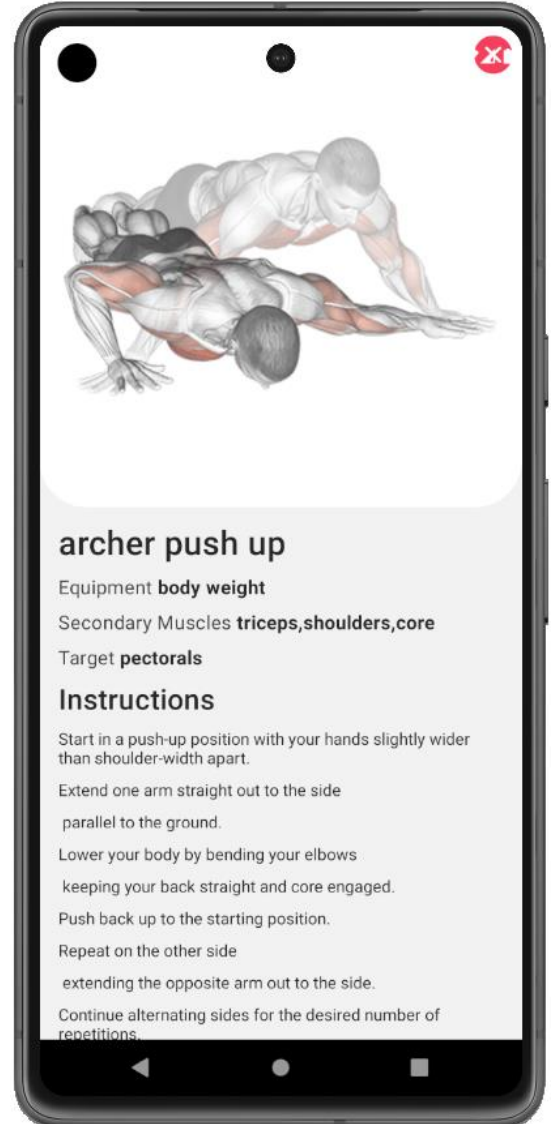 archer push up
Equipment body weight
Secondary Muscles triceps,shoulders,core
Target pectorals
Instructions
Start in a push-up position with your hands slightly wider
than shoulder-width apart.
Extend one arm straight out to the side
parallel to the ground.
Lower your body by bending your elbows
keeping your back straight and core engaged.
Push back up to the starting position.
Repeat on the other side
extending the opposite arm out to the side.
Continue alternating sides for the desired number of
repetitions.